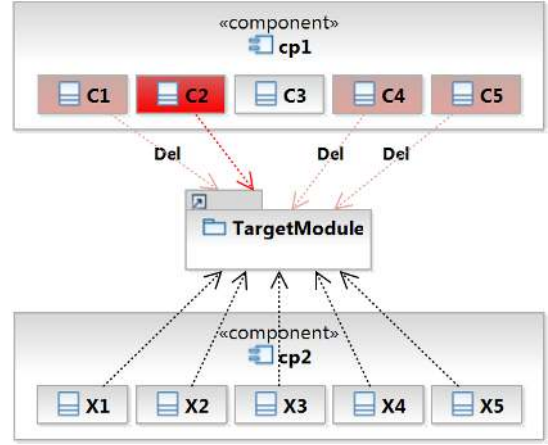 «component»
cp1
C1 C2 C3 C4 C5
Del Del Del
TargetModule
«component»
cp2
X1 X2 X3 X4 X5